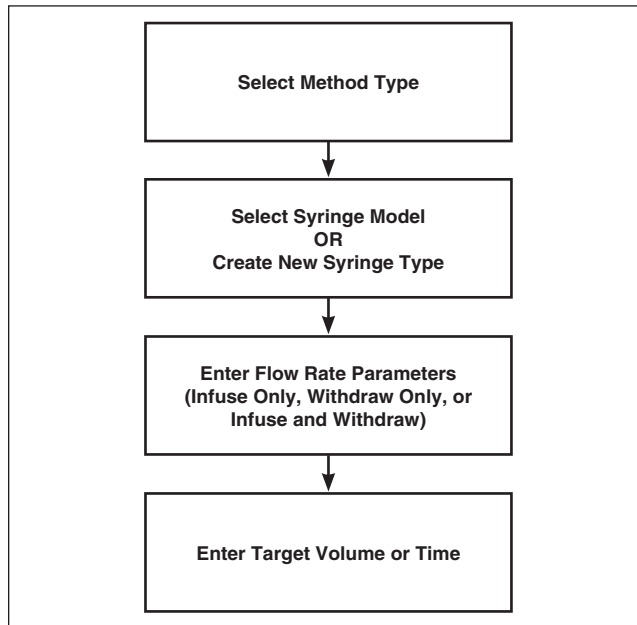 Select Method Type
Select Syringe Model
OR
Create New Syringe Type
Enter Flow Rate Parameters
(Infuse Only, Withdraw Only, or
Infuse and Withdraw)
Enter Target Volume or Time